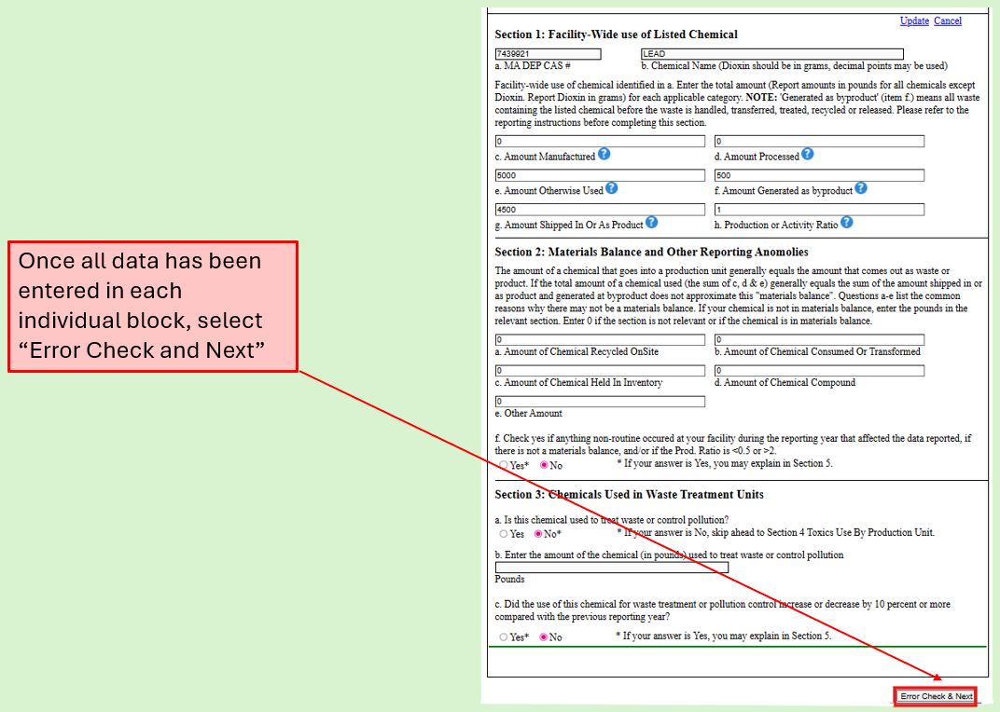 Update Cancel
Section 1: Facility-Wide use of Listed Chemical
7439921 LEAD
a. MA DEP CAS # b. Chemical Name (Dioxin should be in grams, decimal points may be used)
Facility-wide use of chemical identified in a. Enter the total amount (Report amounts in pounds for all chemicals except
Dioxin. Report Dioxin in grams) for each applicable category. NOTE: 'Generated as byproduct' (item f.) means all waste
containing the listed chemical before the waste is handled, transferred, treated, recycled or released. Please refer to the
reporting instructions before completing this section.
0 0
c. Amount Manufactured ? d. Amount Processed ?
5000 500
e. Amount Otherwise Used ? f. Amount Generated as byproduct ?
4500 1
g. Amount Shipped In Or As Product ? h. Production or Activity Ratio ?
Section 2: Materials Balance and Other Reporting Anomolies
The amount of a chemical that goes into a production unit generally equals the amount that comes out as waste or
product. If the total amount of a chemical used (the sum of c, d & e) generally equals the sum of the amount shipped in or
as product and generated at byproduct does not approximate this "materials balance". Questions a-e list the common
reasons why there may not be a materials balance. If your chemical is not in materials balance, enter the pounds in the
relevant section. Enter 0 if the section is not relevant or if the chemical is in materials balance.
0 0
a. Amount of Chemical Recycled OnSite b. Amount of Chemical Consumed Or Transformed
0 0
c. Amount of Chemical Held In Inventory d. Amount of Chemical Compound
0
e. Other Amount
f. Check yes if anything non-routine occured at your facility during the reporting year that affected the data reported, if
there is not a materials balance, and/or if the Prod. Ratio is <0.5 or >2.
Yes* No * If your answer is Yes, you may explain in Section 5.
Section 3: Chemicals Used in Waste Treatment Units
a. Is this chemical used to treat waste or control pollution?
Yes No* * If your answer is No, skip ahead to Section 4 Toxics Use By Production Unit.
b. Enter the amount of the chemical (in pounds) used to treat waste or control pollution
Pounds
c. Did the use of this chemical for waste treatment or pollution control increase or decrease by 10 percent or more
compared with the previous reporting year?
Yes* No * If your answer is Yes, you may explain in Section 5.
Error Check & Next
Once all data has been
entered in each
individual block, select
“Error Check and Next”